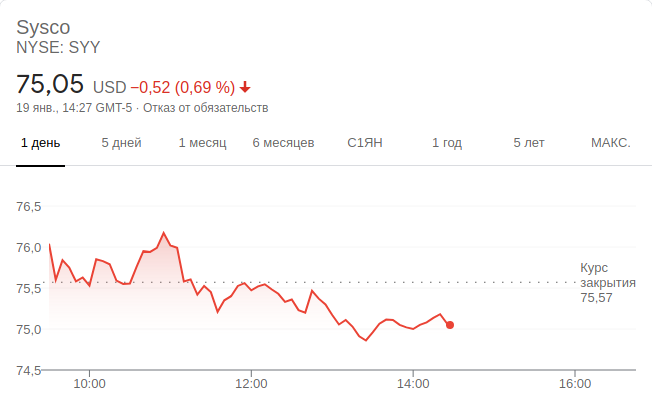 Sysco
NYSE: SYY
75,05 USD −0,52 (0,69 %)
19 янв., 14:27 GMT-5 · Отказ от обязательств
1 день 5 дней 1 месяц 6 месяцев С1ЯН 1 год 5 лет МАКС.
76,5
76,0
75,5
75,0
74,5
Курс
закрытия
75,57
10:00 12:00 14:00 16:00